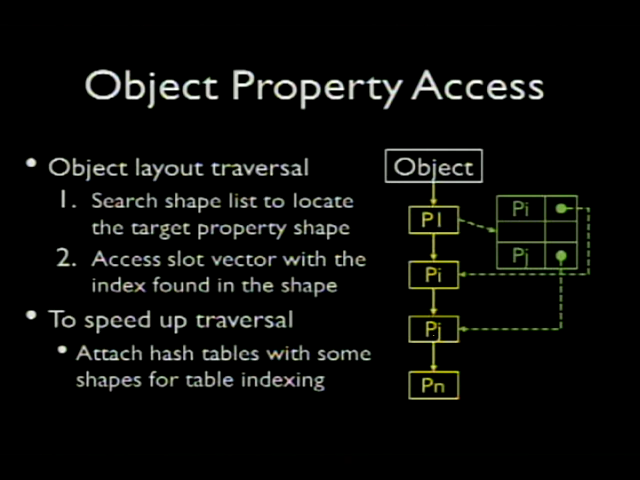 Object Property Access
• Object layout traversal
1. Search shape list to locate
the target property shape
2. Access slot vector with the
index found in the shape
• To speed up traversal
• Attach hash tables with some
shapes for table indexing
Object
P1
Pi
Pj
Pn
Pi
Pj